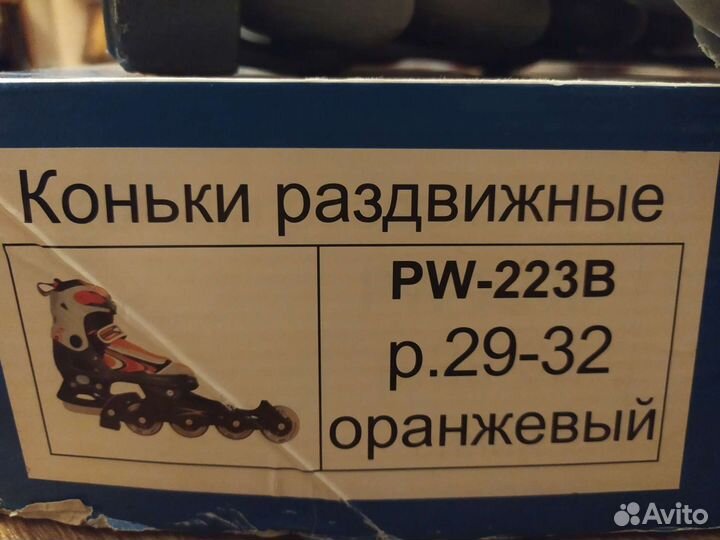 Коньки раздвижные
PW-223B
р.29-32
оранжевый
Avito